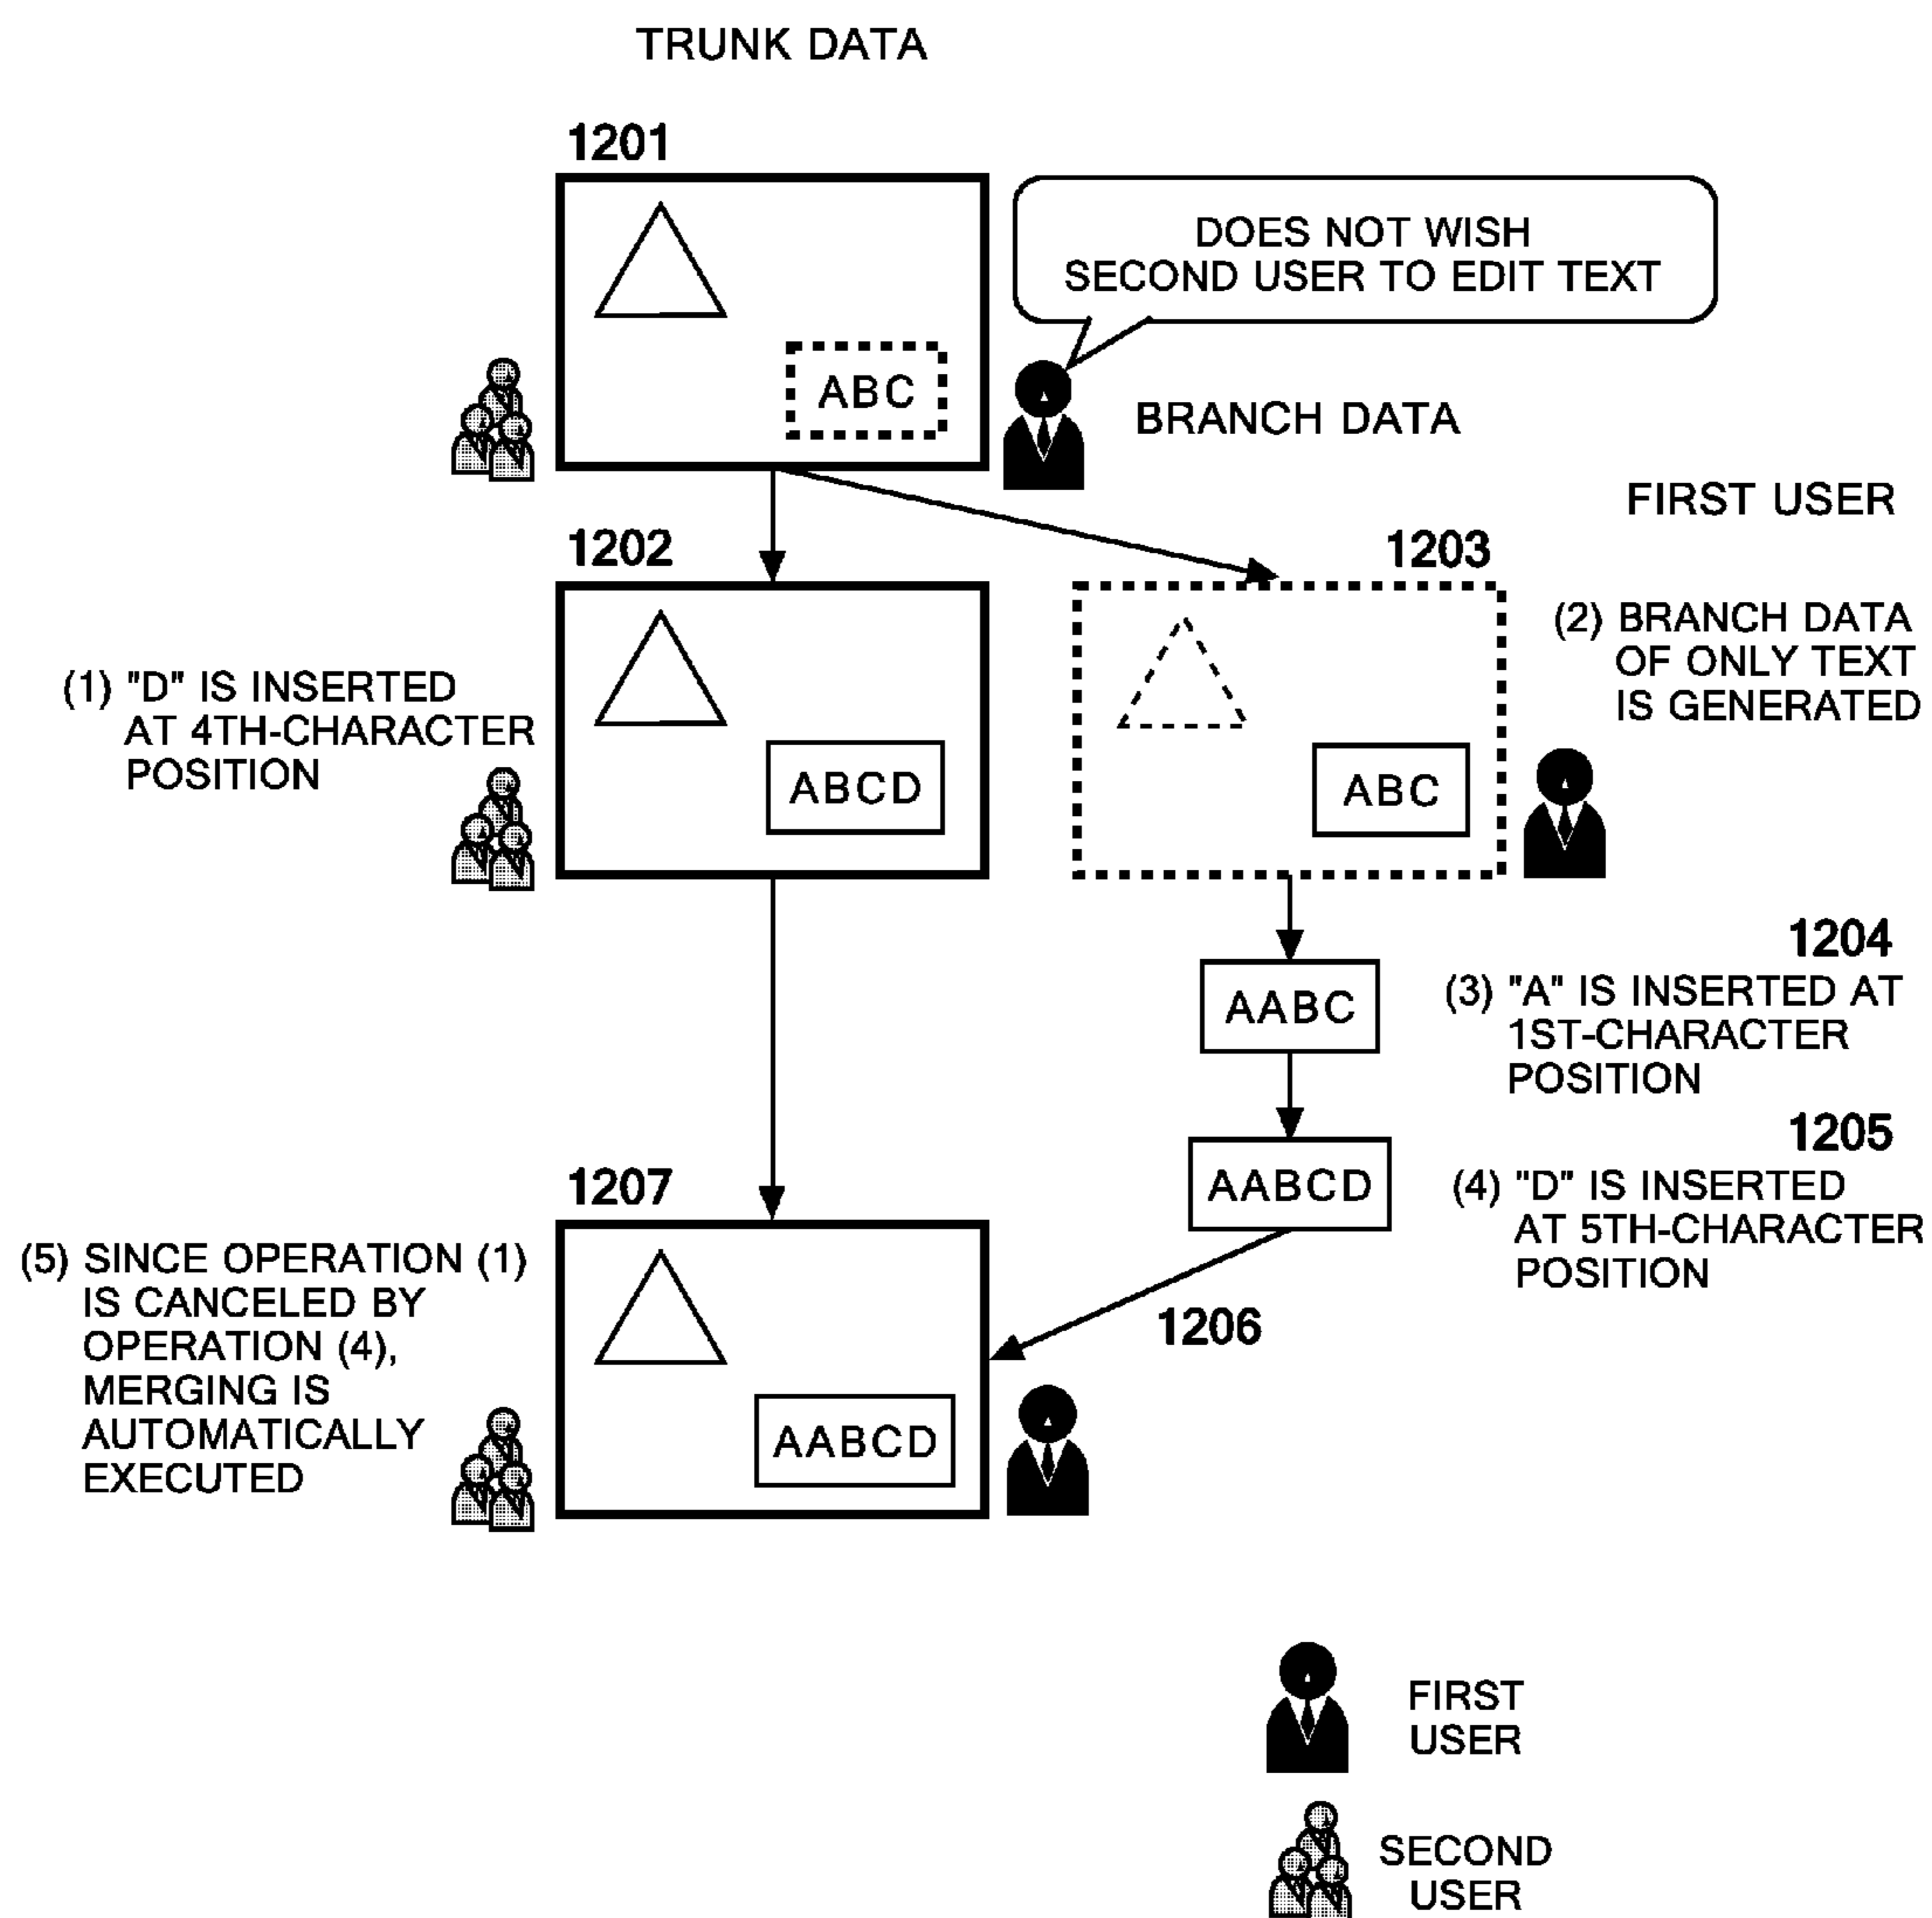 TRUNK DATA
1201
DOES NOT WISH
SECOND USER TO EDIT TEXT
ABC
BRANCH DATA
FIRST USER
1202
1203
(1) "D" IS INSERTED
AT 4TH-CHARACTER
POSITION
ABCD
ABC
(2) BRANCH DATA
OF ONLY TEXT
IS GENERATED
1204
AABC
(3) "A" IS INSERTED AT
1ST-CHARACTER
POSITION
1205
AABCD
(4) "D" IS INSERTED
AT 5TH-CHARACTER
POSITION
1206
1207
(5) SINCE OPERATION (1)
IS CANCELED BY
OPERATION (4),
MERGING IS
AUTOMATICALLY
EXECUTED
AABCD
FIRST
USER
SECOND
USER